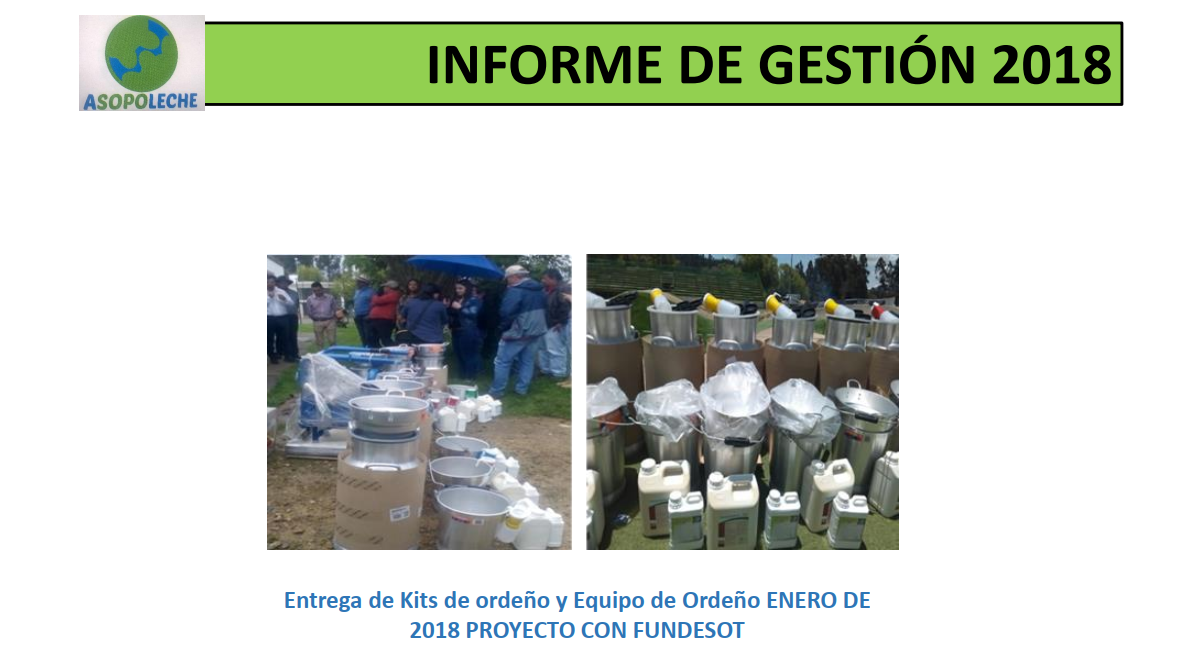 INFORME DE GESTIÓN 2018
ASOPOLECHE
Entrega de Kits de ordeño y Equipo de Ordeño ENERO DE
2018 PROYECTO CON FUNDESOT